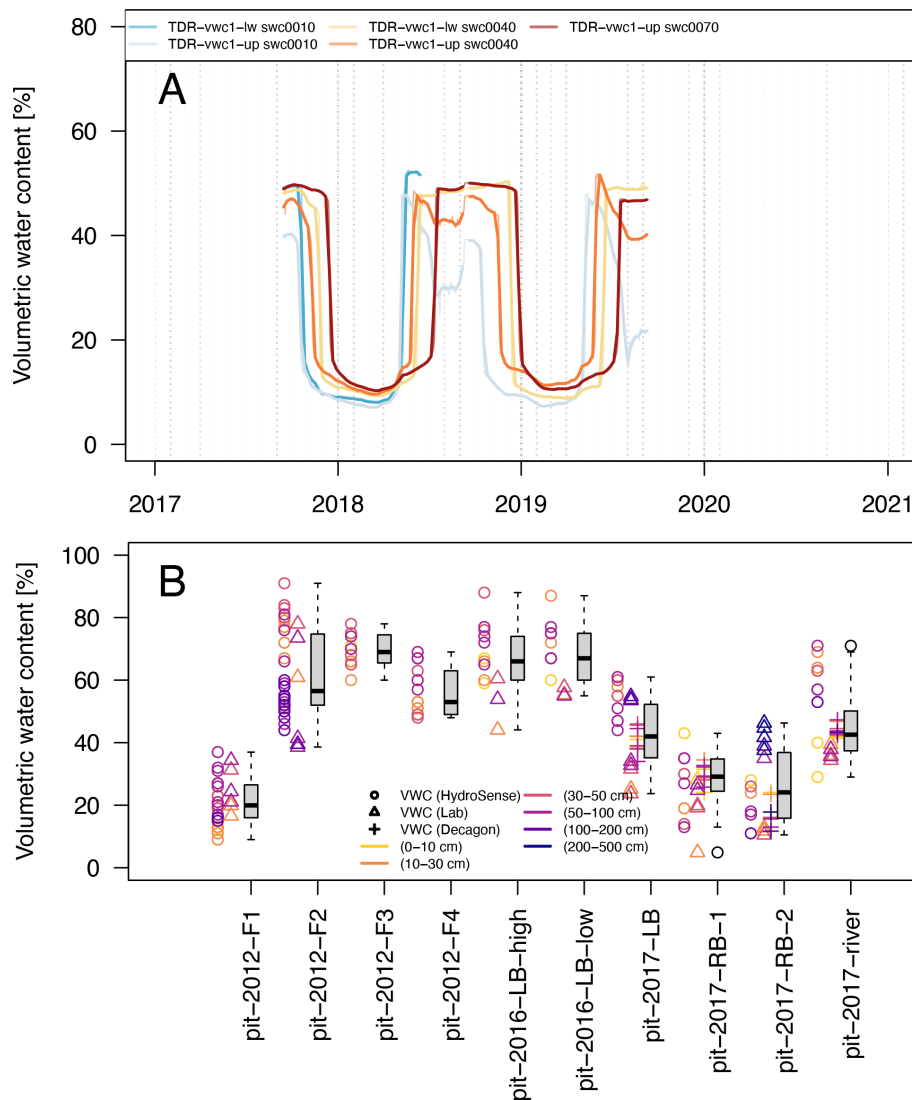 TDR−vwc1−lw swc0010 TDR−vwc1−lw swc0040 TDR−vwc1−up swc0070
TDR−vwc1−up swc0010 TDR−vwc1−up swc0040
A
Volumetric water content [%]
80
60
40
20
0
2017 2018 2019 2020 2021
B
Volumetric water content [%]
100
80
60
40
20
0
VWC (HydroSense) (30−50 cm)
VWC (Lab) (50−100 cm)
VWC (Decagon) (100−200 cm)
(0−10 cm) (200−500 cm)
(10−30 cm)
pit−2012−F1
pit−2012−F2
pit−2012−F3
pit−2012−F4
pit−2016−LB−high
pit−2016−LB−low
pit−2017−LB
pit−2017−RB−1
pit−2017−RB−2
pit−2017−river